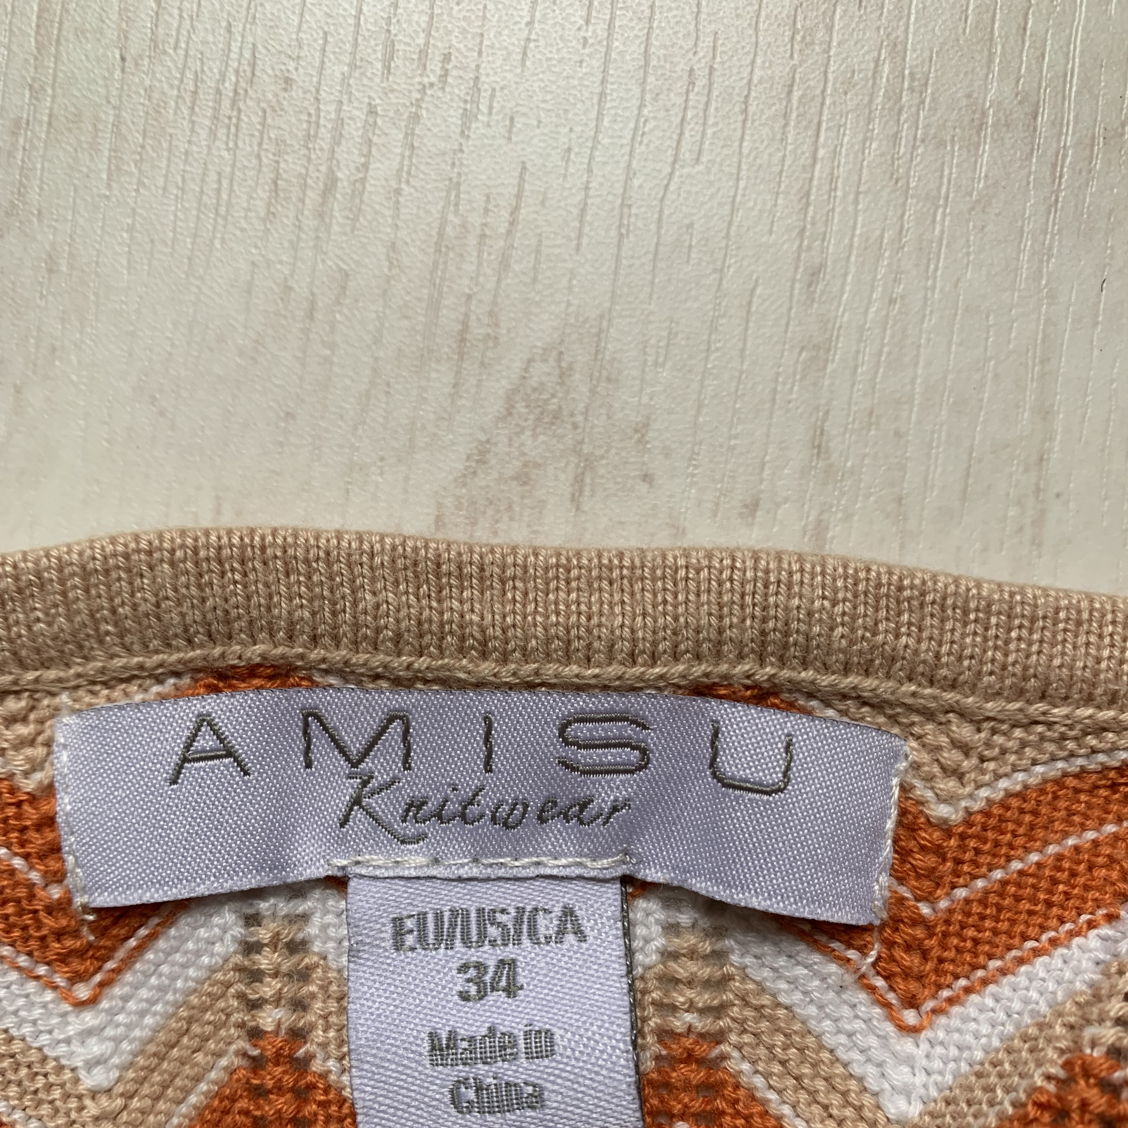 AMISU
Knitwear
EU/US/CA
34
Made in
China